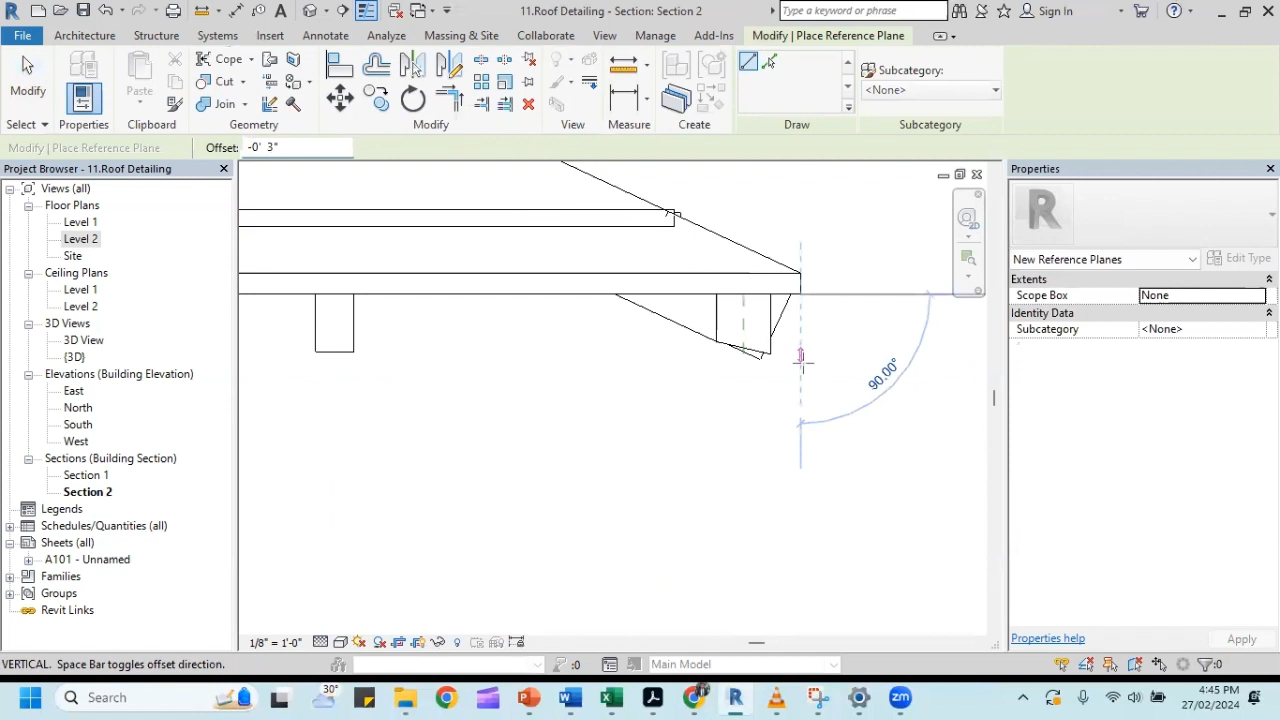 11.Roof Detailing - Section: Section 2
Type a keyword or phrase
Sign In
File
Architecture
Structure
Systems
Insert
Annotate
Analyze
Massing & Site
Collaborate
View
Manage
Add-Ins
Modify | Place Reference Plane
Modify
Paste
Cope
Cut
Join
Subcategory:
<None>
Select
Properties
Clipboard
Geometry
Modify
View
Measure
Create
Draw
Subcategory
Modify | Place Reference Plane
Offset: -0' 3"
Project Browser - 11.Roof Detailing
Views (all)
Floor Plans
Level 1
Level 2
Site
Ceiling Plans
Level 1
Level 2
3D Views
3D View
{3D}
Elevations (Building Elevation)
East
North
South
West
Sections (Building Section)
Section 1
Section 2
Legends
Schedules/Quantities (all)
Sheets (all)
A101 - Unnamed
Families
Groups
Revit Links
2D
90.00°
Properties
New Reference Planes
Edit Type
Extents
Scope Box
None
Identity Data
Subcategory
<None>
Properties help
Apply
1/8" = 1'-0"
VERTICAL. Space Bar toggles offset direction.
:0
Main Model
:0
Search
30°
zm
4:45 PM
27/02/2024